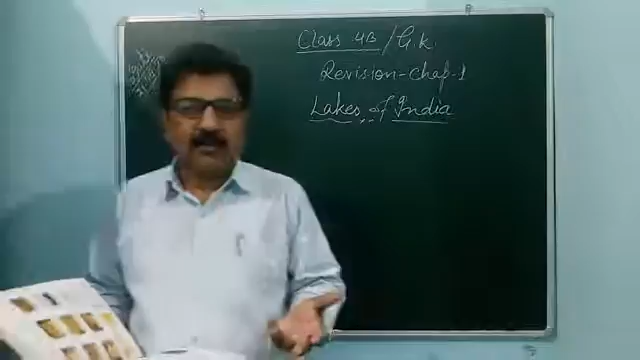 Class 4B / G.K.
Revision - Chap-1
Lakes of India